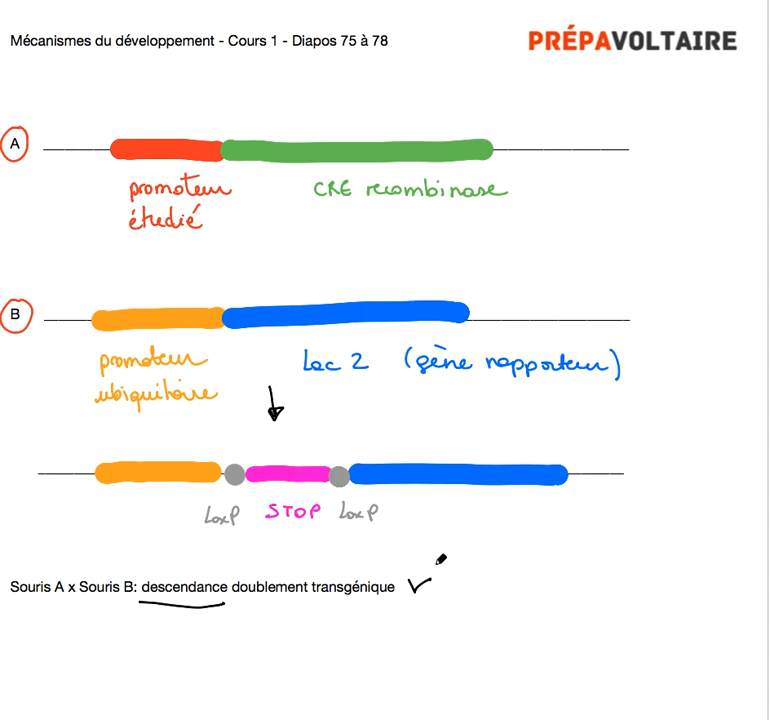 Mécanismes du développement - Cours 1 - Diapos 75 à 78
PRÉPAVOLTAIRE
A
promoteur
étudié
CRE recombinase
B
promoteur
ubiquitaire
Lac Z (gène rapporteur)
LoxP STOP LoxP
Souris A x Souris B: descendance doublement transgénique